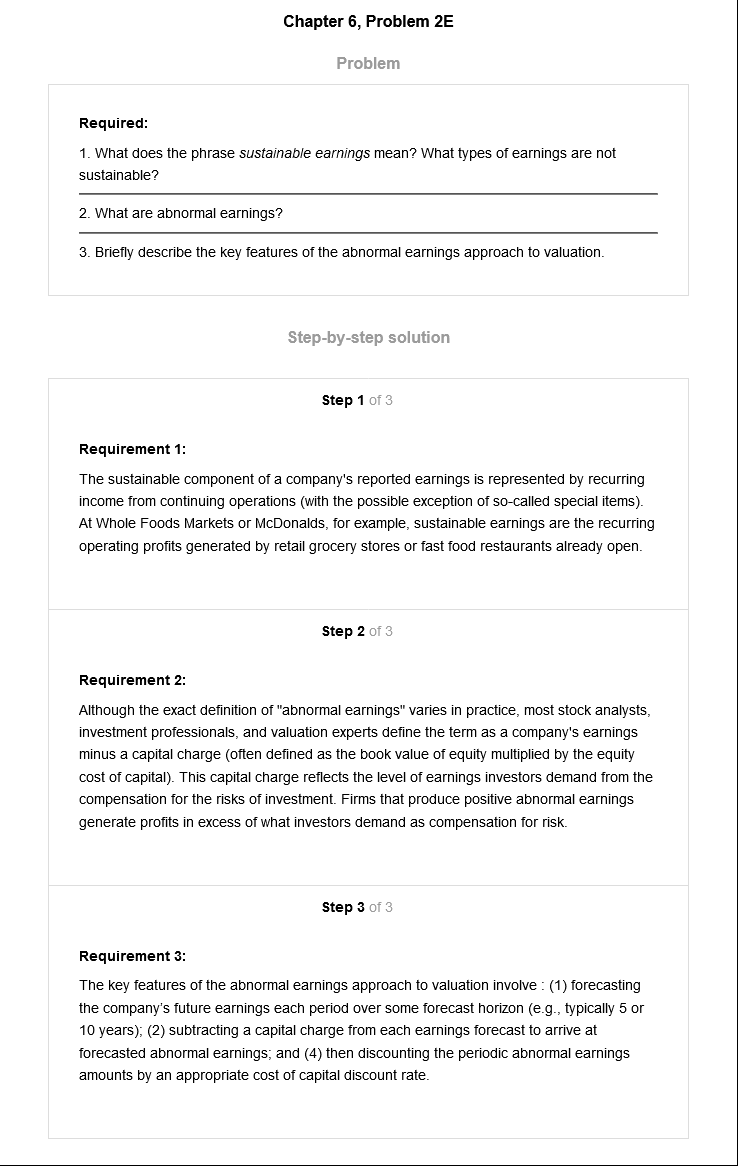 Chapter 6, Problem 2E
Problem
Required:
1. What does the phrase sustainable earnings mean? What types of earnings are not
sustainable?
2. What are abnormal earnings?
3. Briefly describe the key features of the abnormal earnings approach to valuation.
Step-by-step solution
Step 1 of 3
Requirement 1:
The sustainable component of a company's reported earnings is represented by recurring
income from continuing operations (with the possible exception of so-called special items).
At Whole Foods Markets or McDonalds, for example, sustainable earnings are the recurring
operating profits generated by retail grocery stores or fast food restaurants already open.
Step 2 of 3
Requirement 2:
Although the exact definition of "abnormal earnings" varies in practice, most stock analysts,
investment professionals, and valuation experts define the term as a company's earnings
minus a capital charge (often defined as the book value of equity multiplied by the equity
cost of capital). This capital charge reflects the level of earnings investors demand from the
compensation for the risks of investment. Firms that produce positive abnormal earnings
generate profits in excess of what investors demand as compensation for risk.
Step 3 of 3
Requirement 3:
The key features of the abnormal earnings approach to valuation involve : (1) forecasting
the company's future earnings each period over some forecast horizon (e.g., typically 5 or
10 years); (2) subtracting a capital charge from each earnings forecast to arrive at
forecasted abnormal earnings; and (4) then discounting the periodic abnormal earnings
amounts by an appropriate cost of capital discount rate.